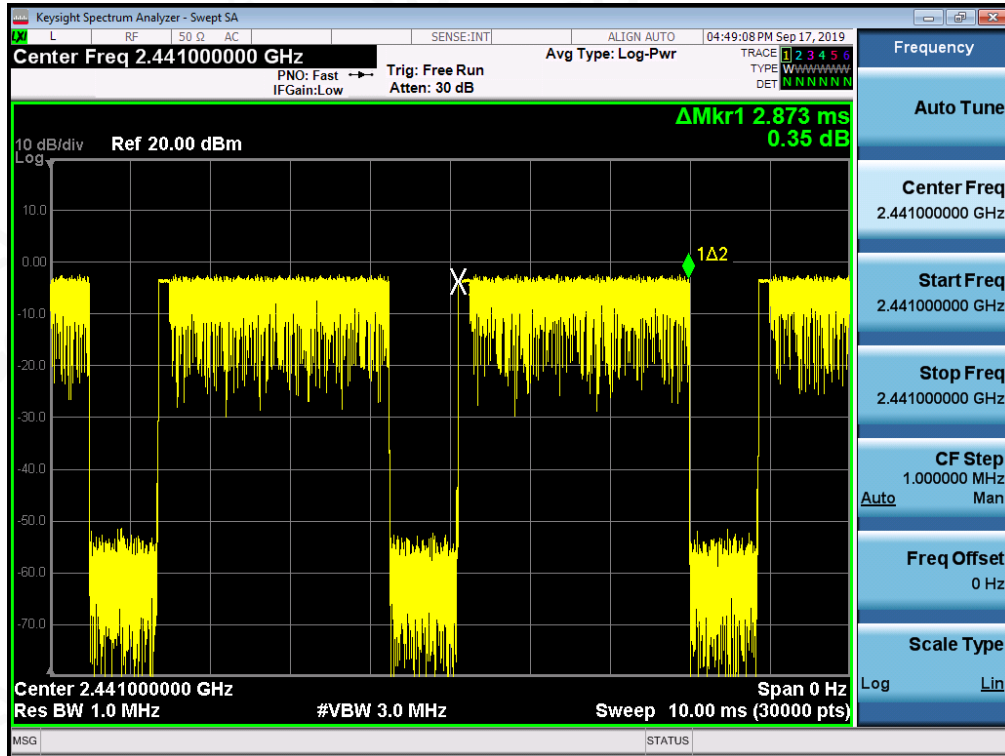 Keysight Spectrum Analyzer - Swept SA
LXI L RF 50 Ω AC SENSE:INT ALIGN AUTO 04:49:08 PM Sep 17, 2019
Center Freq 2.441000000 GHz
PNO: Fast
IFGain:Low
Trig: Free Run
Atten: 30 dB
Avg Type: Log-Pwr
TRACE 1 2 3 4 5 6
TYPE WWWWWW
DET N N N N N N
ΔMkr1 2.873 ms
0.35 dB
10 dB/div Ref 20.00 dBm
Log
10.0
0.00
-10.0
-20.0
-30.0
-40.0
-50.0
-60.0
-70.0
X
1Δ2
Center 2.441000000 GHz Span 0 Hz
Res BW 1.0 MHz #VBW 3.0 MHz Sweep 10.00 ms (30000 pts)
MSG STATUS
Frequency
Auto Tune
Center Freq
2.441000000 GHz
Start Freq
2.441000000 GHz
Stop Freq
2.441000000 GHz
CF Step
1.000000 MHz
Auto Man
Freq Offset
0 Hz
Scale Type
Log Lin